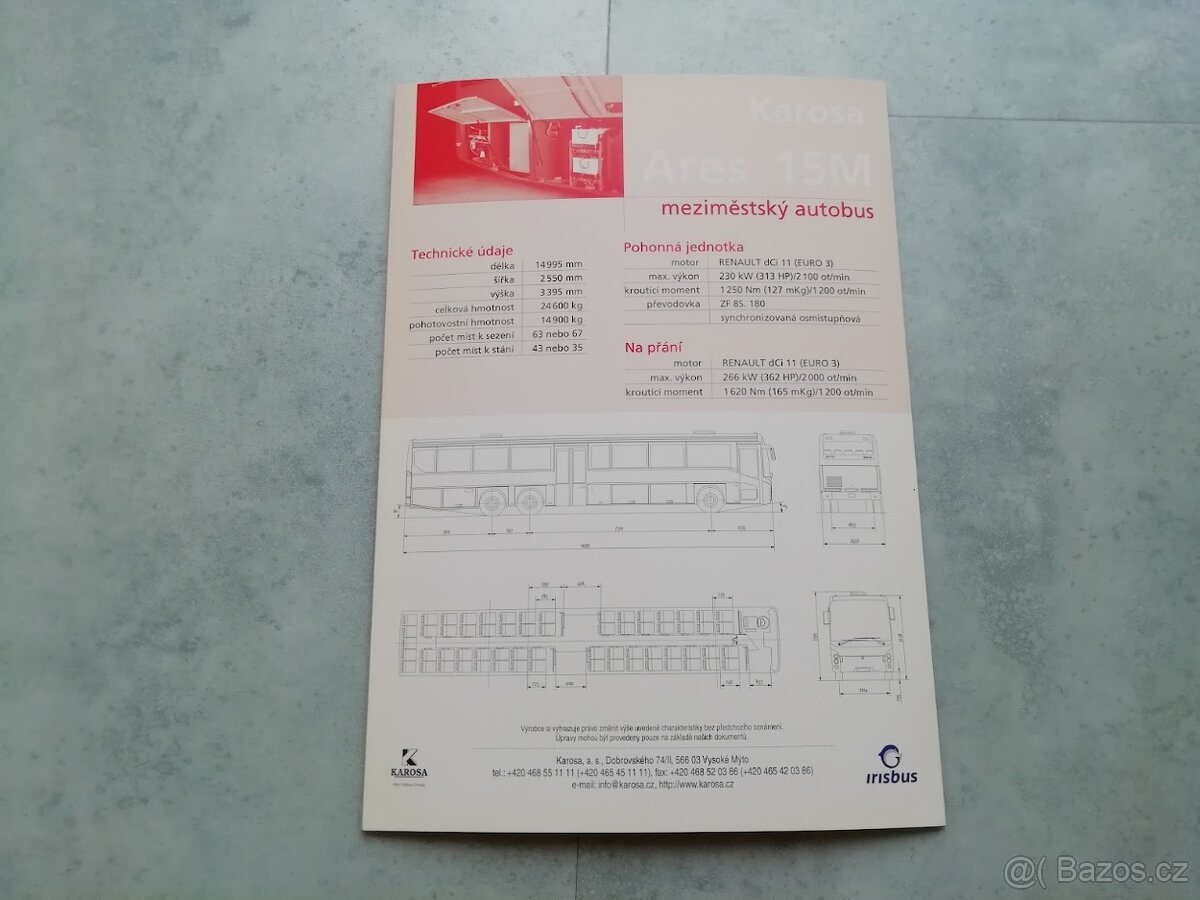 Karosa
Ares 15M
meziměstský autobus
Technické údaje
délka 14 995 mm
šířka 2 550 mm
výška 3 395 mm
celková hmotnost 24 600 kg
pohotovostní hmotnost 14 900 kg
počet míst k sezení 63 nebo 67
počet míst k stání 43 nebo 35
Pohonná jednotka
motor RENAULT dCi 11 (EURO 3)
max. výkon 230 kW (313 HP)/2 100 ot/min
kroutící moment 1 250 Nm (127 mKg)/1 200 ot/min
převodovka ZF 8S. 180
synchronizovaná osmistupňová
Na přání
motor RENAULT dCi 11 (EURO 3)
max. výkon 266 kW (362 HP)/2 000 ot/min
kroutící moment 1 620 Nm (165 mKg)/1 200 ot/min
Výrobce si vyhrazuje právo změnit výše uvedené charakteristiky bez předchozího oznámení.
Úpravy mohou být provedeny pouze na základě našich dokumentů.
Karosa, a. s., Dobrovského 74/II, 566 03 Vysoké Mýto
tel.: +420 468 55 11 11 (+420 465 45 11 11), fax: +420 468 52 03 86 (+420 465 42 03 86)
e-mail: info@karosa.cz, http://www.karosa.cz
KAROSA
irisbus
@( Bazos.cz